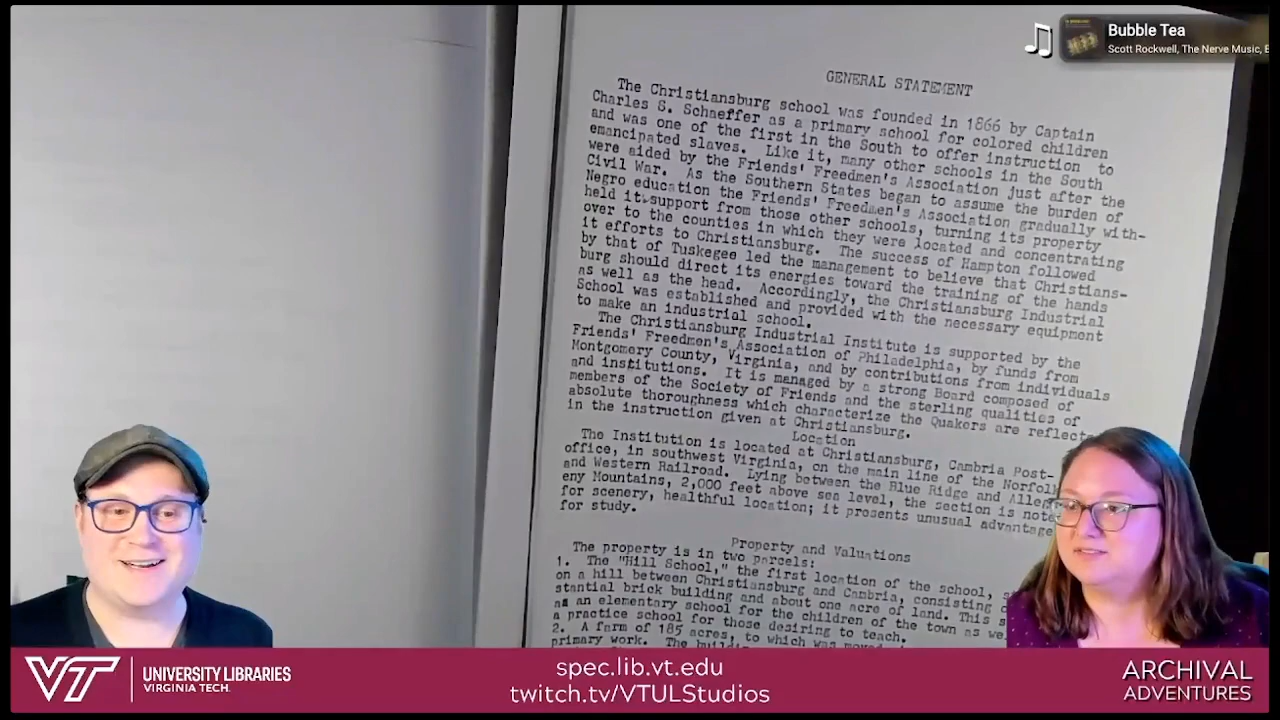 Bubble Tea
Scott Rockwell, The Nerve Music, E
GENERAL STATEMENT
The Christiansburg school was founded in 1866 by Captain
Charles S. Schaeffer as a primary school for colored children
and was one of the first in the South to offer instruction to
emancipated slaves. Like it, many other schools in the South
were aided by the Friends' Freedmen's Association just after the
Civil War. As the Southern States began to assume the burden of
Negro education the Friends' Freedmen's Association gradually with-
held it support from those other schools, turning its property
over to the counties in which they were located and concentrating
it efforts to Christiansburg. The success of Hampton followed
by that of Tuskegee led the management to believe that Christians-
burg should direct its energies toward the training of the hands
as well as the head. Accordingly, the Christiansburg Industrial
School was established and provided with the necessary equipment
to make an industrial school.
The Christiansburg Industrial Institute is supported by the
Friends' Freedmen's Association of Philadelphia, by funds from
Montgomery County, Virginia, and by contributions from individuals
and institutions. It is managed by a strong Board composed of
members of the Society of Friends and the sterling qualities of
absolute thoroughness which characterize the Quakers are reflect
in the instruction given at Christiansburg.
Location
The Institution is located at Christiansburg, Cambria Post-
office, in southwest Virginia, on the main line of the Norfol
and Western Railroad. Lying between the Blue Ridge and Alleg
eny Mountains, 2,000 feet above sea level, the section is note
for scenery, healthful location; it presents unusual advantage
for study.
Property and Valuations
The property is in two parcels:
1. The "Hill School," the first location of the school, s
on a hill between Christiansburg and Cambria, consisting o
stantial brick building and about one acre of land. This s
as an elementary school for the children of the town as we
a practice school for those desiring to teach.
2. A farm of 185 acres, to which was moved
primary work. The buildi
VT UNIVERSITY LIBRARIES
VIRGINIA TECH.
spec.lib.vt.edu
twitch.tv/VTULStudios
ARCHIVAL
ADVENTURES